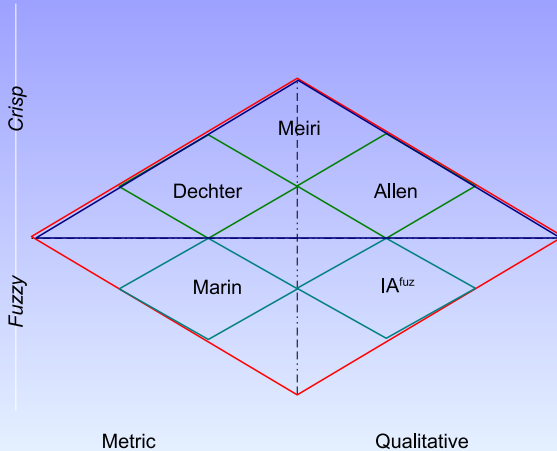 Crisp
Meiri
Dechter
Allen
Fuzzy
Marin
IAfuz
Metric
Qualitative